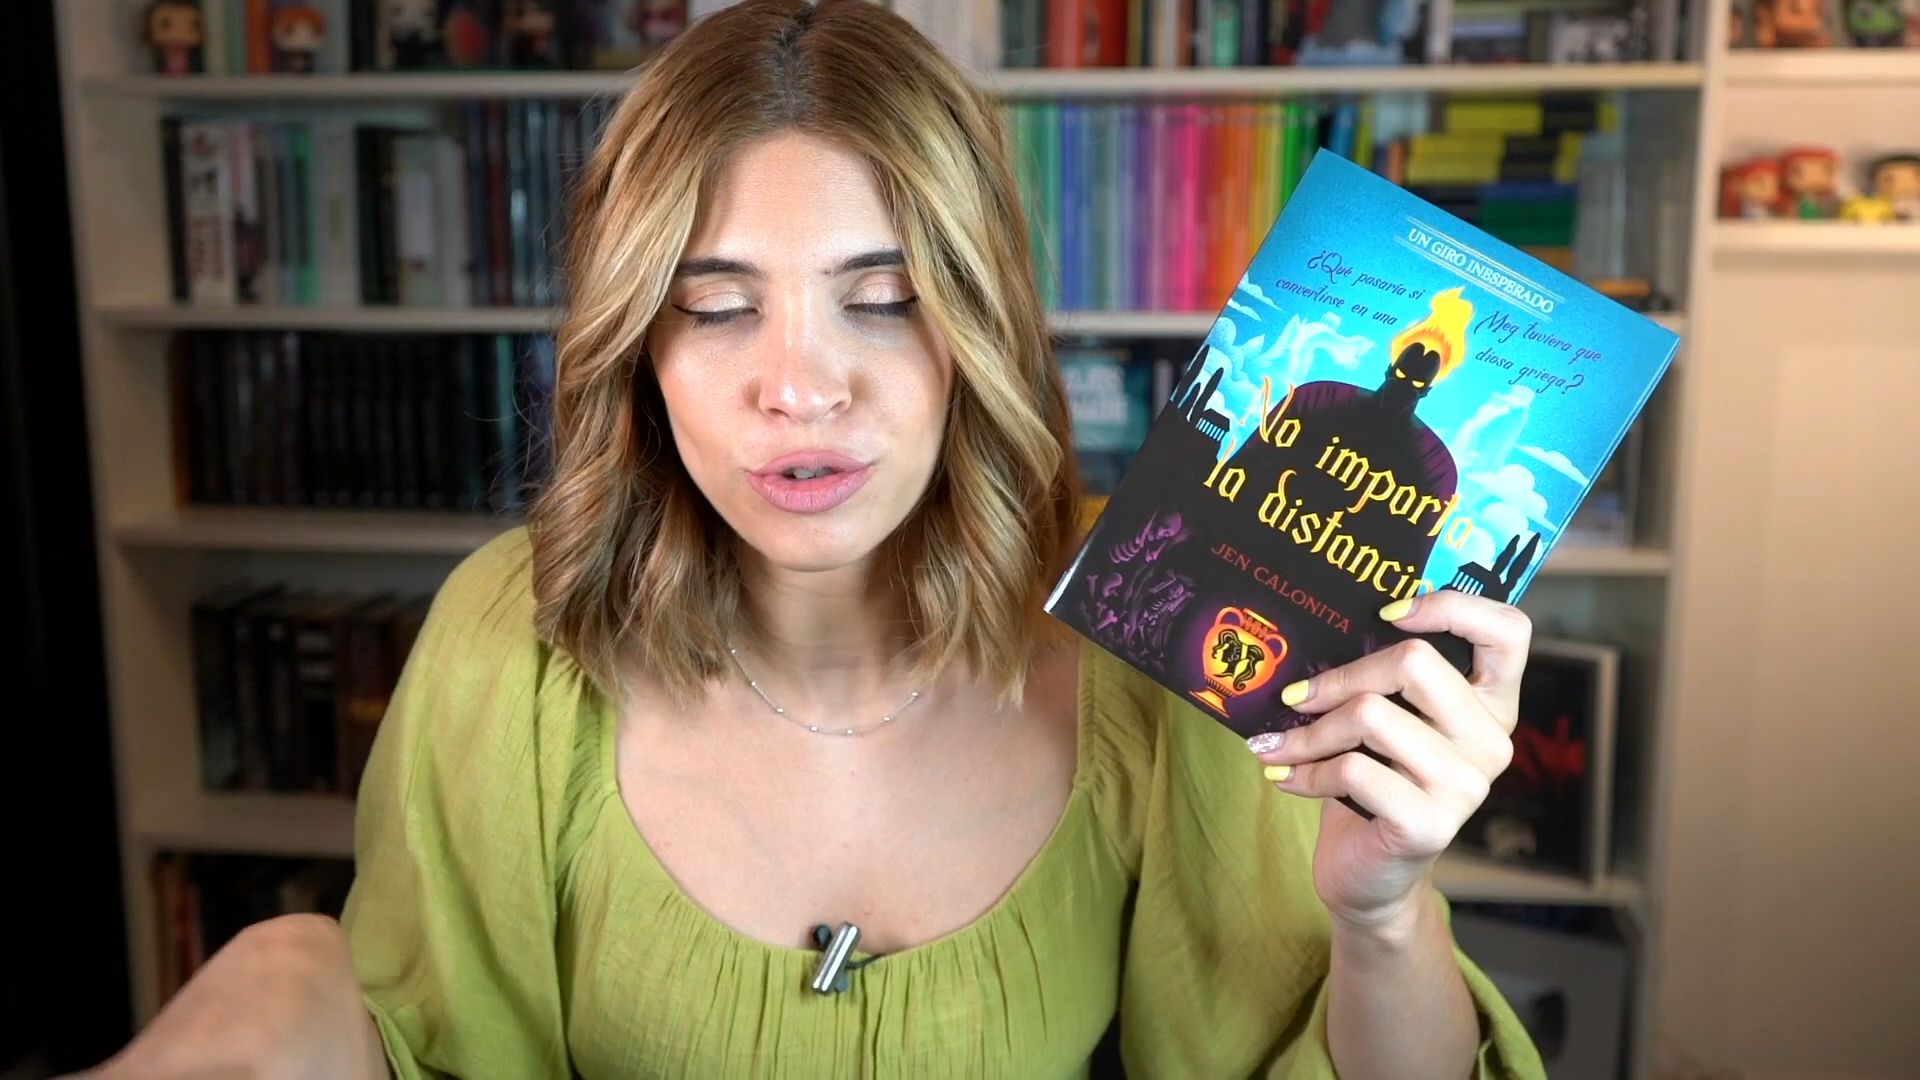 UN GIRO INESPERADO
¿Qué pasaría si Meg tuviera que
convertirse en una diosa griega?
No importa
la distancia
JEN CALONITA